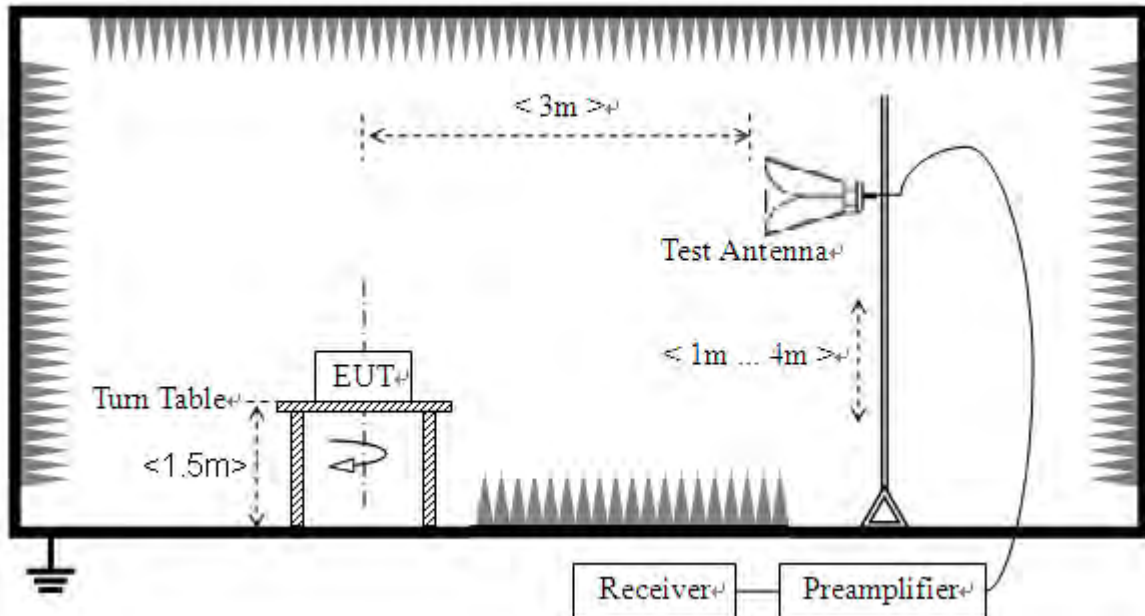 < 3m >
Test Antenna
< 1m ... 4m >
EUT
Turn Table
<1.5m>
Receiver
Preamplifier